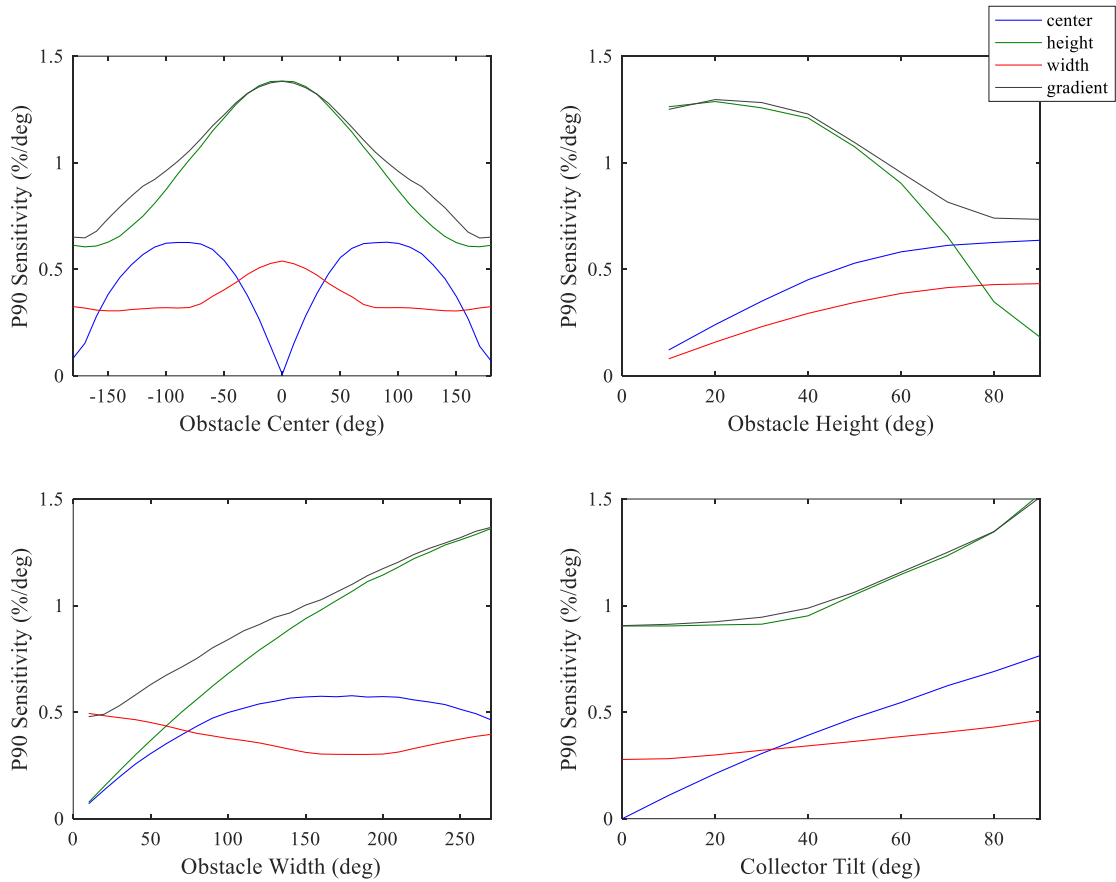 center
height
width
gradient
P90 Sensitivity (%/deg)
1.5
1
0.5
0
-150 -100 -50 0 50 100 150
Obstacle Center (deg)
P90 Sensitivity (%/deg)
1.5
1
0.5
0
0 20 40 60 80
Obstacle Height (deg)
P90 Sensitivity (%/deg)
1.5
1
0.5
0
0 50 100 150 200 250
Obstacle Width (deg)
P90 Sensitivity (%/deg)
1.5
1
0.5
0
0 20 40 60 80
Collector Tilt (deg)